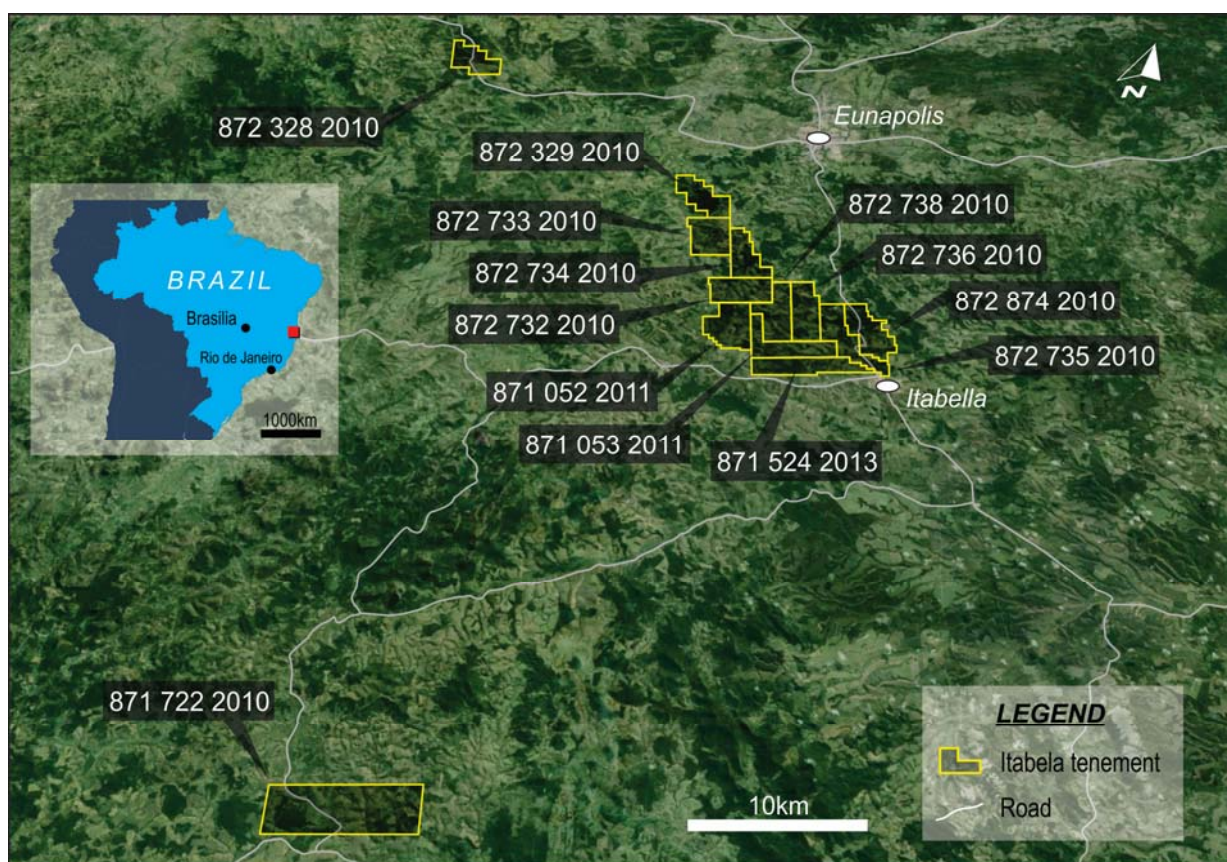 872 328 2010
Eunapolis
N
872 329 2010
872 738 2010
872 733 2010
872 736 2010
872 734 2010
872 874 2010
872 732 2010
872 735 2010
BRAZIL
Brasília
Rio de Janeiro
1000km
871 052 2011
Itabella
871 053 2011
871 524 2013
871 722 2010
LEGEND
Itabela tenement
Road
10km